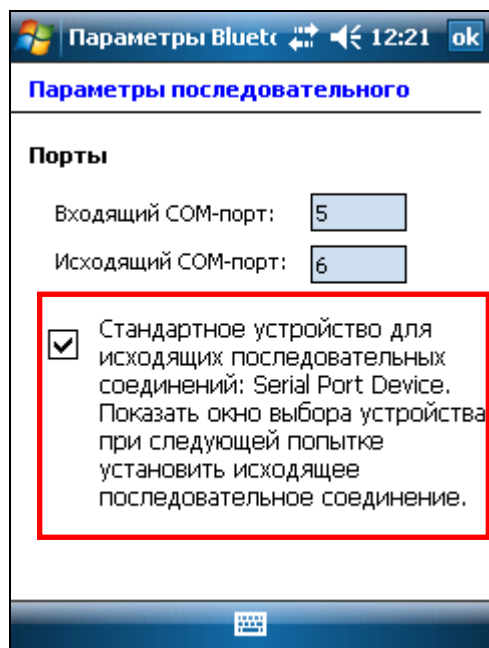 Параметры Bluetc 12:21 ok
Параметры последовательного
Порты
Входящий COM-порт: 5
Исходящий COM-порт: 6
Стандартное устройство для
исходящих последовательных
соединений: Serial Port Device.
Показать окно выбора устройства
при следующей попытке
установить исходящее
последовательное соединение.